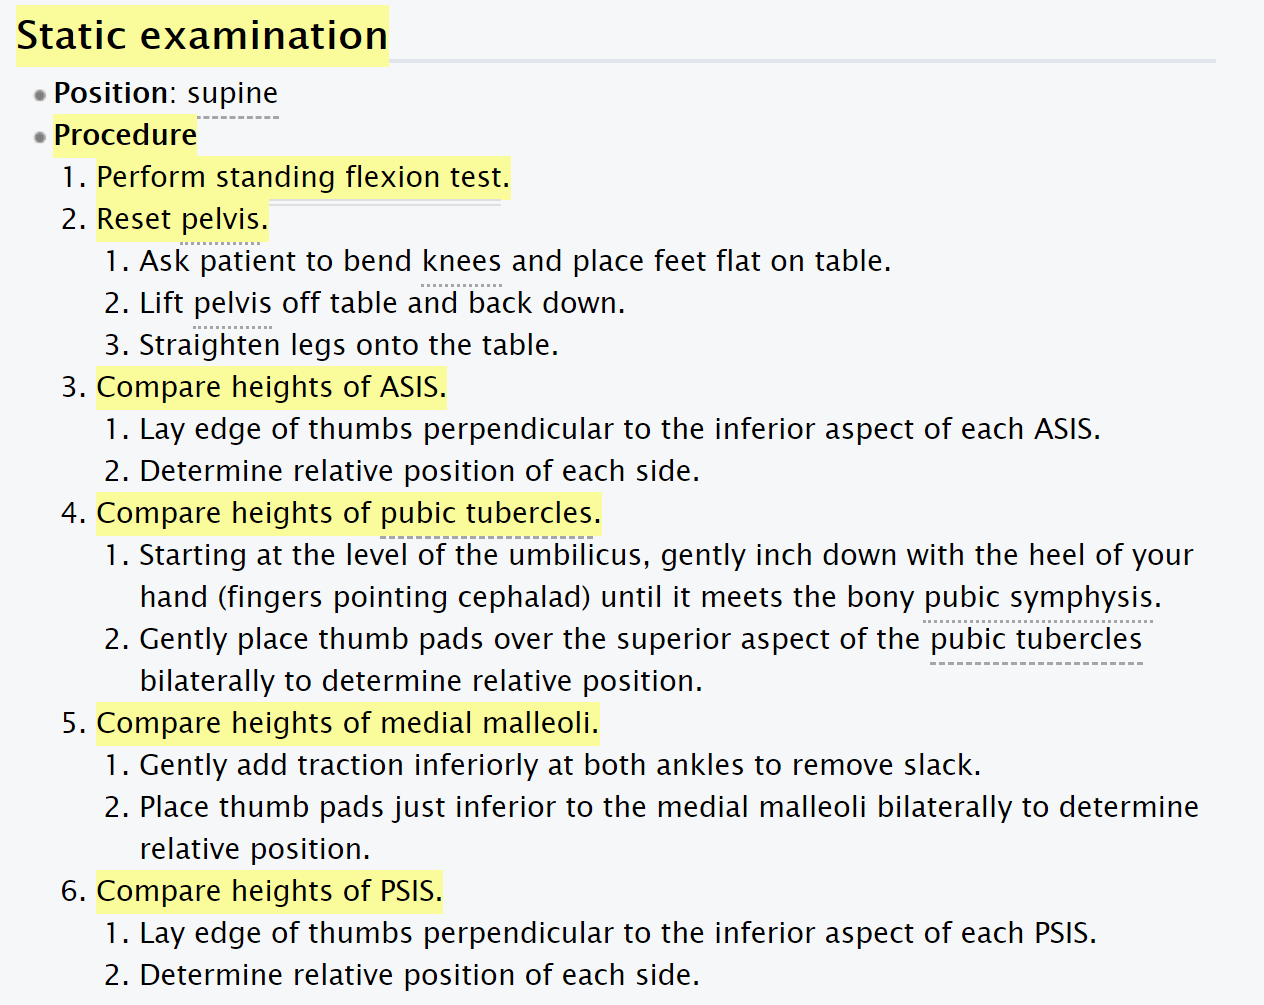 Static examination
Position: supine
Procedure
1. Perform standing flexion test.
2. Reset pelvis.
1. Ask patient to bend knees and place feet flat on table.
2. Lift pelvis off table and back down.
3. Straighten legs onto the table.
3. Compare heights of ASIS.
1. Lay edge of thumbs perpendicular to the inferior aspect of each ASIS.
2. Determine relative position of each side.
4. Compare heights of pubic tubercles.
1. Starting at the level of the umbilicus, gently inch down with the heel of your
hand (fingers pointing cephalad) until it meets the bony pubic symphysis.
2. Gently place thumb pads over the superior aspect of the pubic tubercles
bilaterally to determine relative position.
5. Compare heights of medial malleoli.
1. Gently add traction inferiorly at both ankles to remove slack.
2. Place thumb pads just inferior to the medial malleoli bilaterally to determine
relative position.
6. Compare heights of PSIS.
1. Lay edge of thumbs perpendicular to the inferior aspect of each PSIS.
2. Determine relative position of each side.